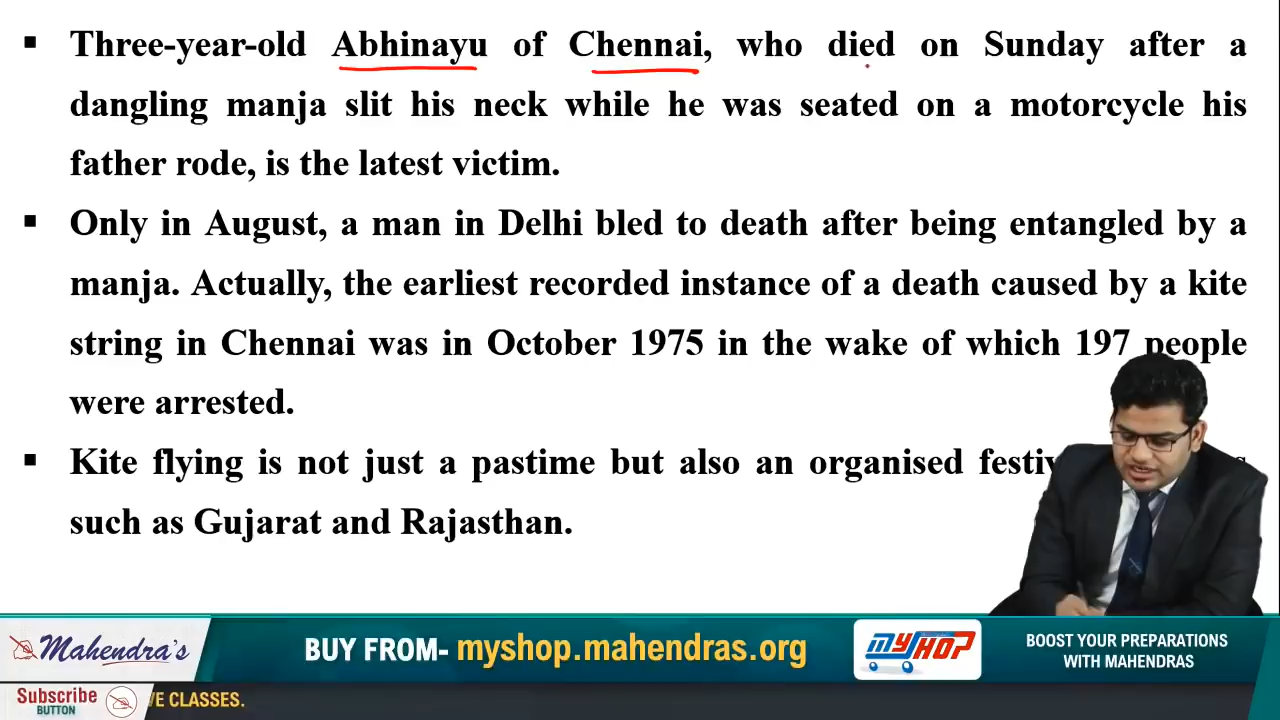 ▪ Three-year-old Abhinayu of Chennai, who died on Sunday after a
dangling manja slit his neck while he was seated on a motorcycle his
father rode, is the latest victim.
▪ Only in August, a man in Delhi bled to death after being entangled by a
manja. Actually, the earliest recorded instance of a death caused by a kite
string in Chennai was in October 1975 in the wake of which 197 people
were arrested.
▪ Kite flying is not just a pastime but also an organised
such as Gujarat and Rajasthan.
Mahendra's
BUY FROM- myshop.mahendras.org
MY SHOP
BOOST YOUR PREPARATIONS
WITH MAHENDRAS
Subscribe
BUTTON
CLASSES.